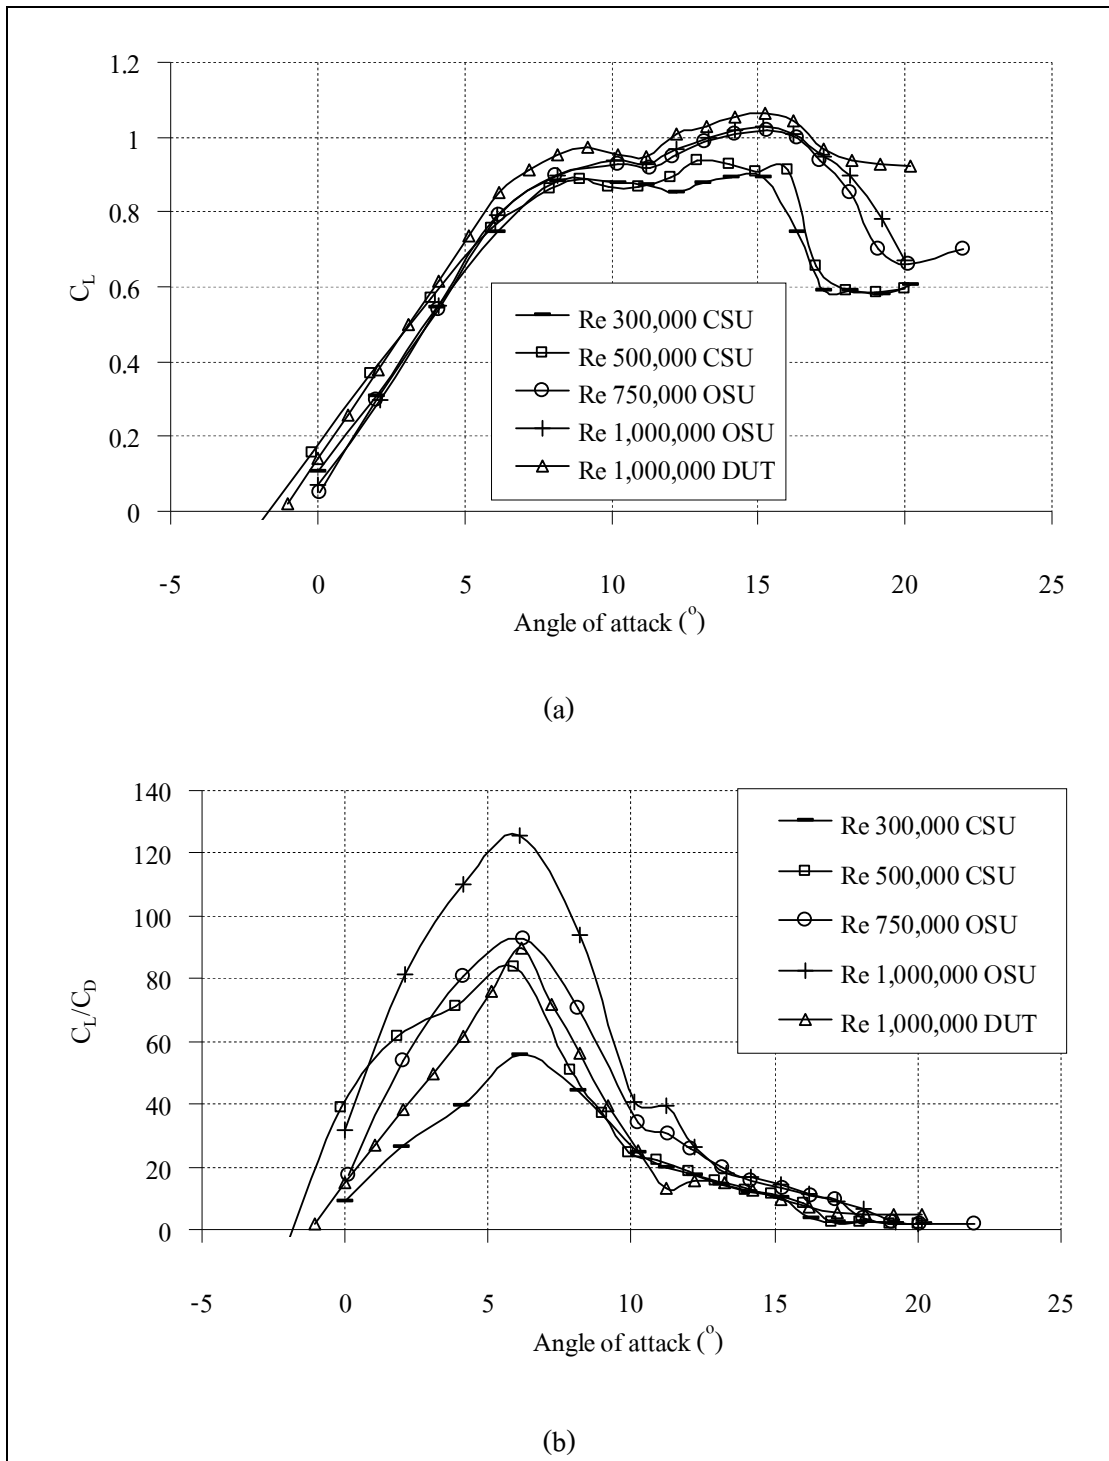 1.2
1
0.8
0.6
0.4
0.2
0
C_L
Re 300,000 CSU
Re 500,000 CSU
Re 750,000 OSU
Re 1,000,000 OSU
Re 1,000,000 DUT
-5 0 5 10 15 20 25
Angle of attack (°)
(a)
140
120
100
80
60
40
20
0
C_L/C_D
Re 300,000 CSU
Re 500,000 CSU
Re 750,000 OSU
Re 1,000,000 OSU
Re 1,000,000 DUT
-5 0 5 10 15 20 25
Angle of attack (°)
(b)